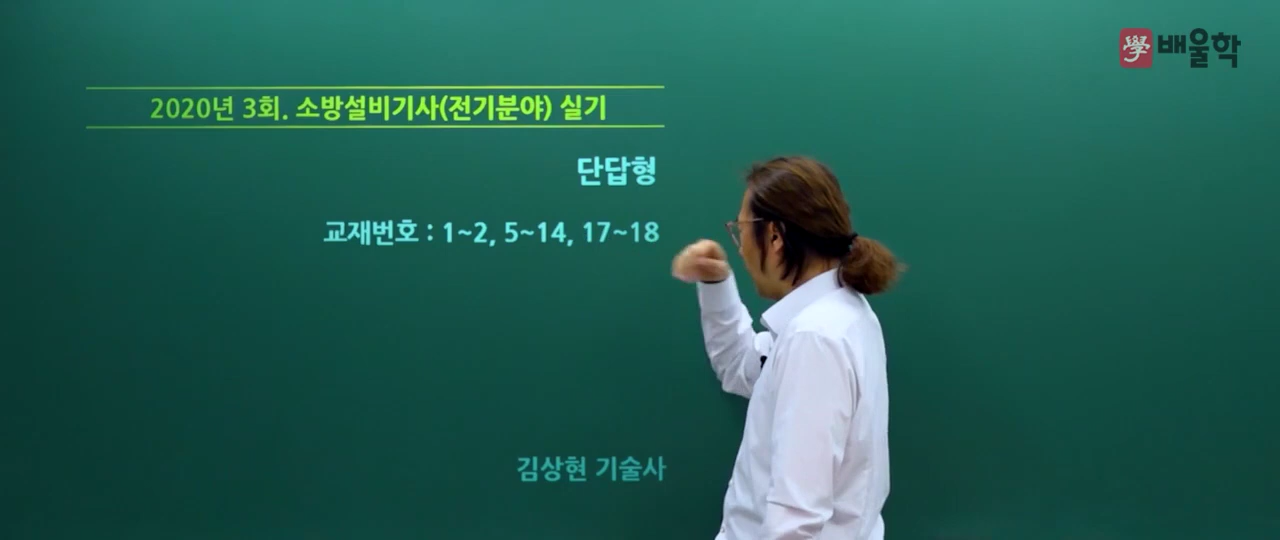 學 배울학
2020년 3회. 소방설비기사(전기분야) 실기
단답형
교재번호 : 1~2, 5~14, 17~18
김상현 기술사